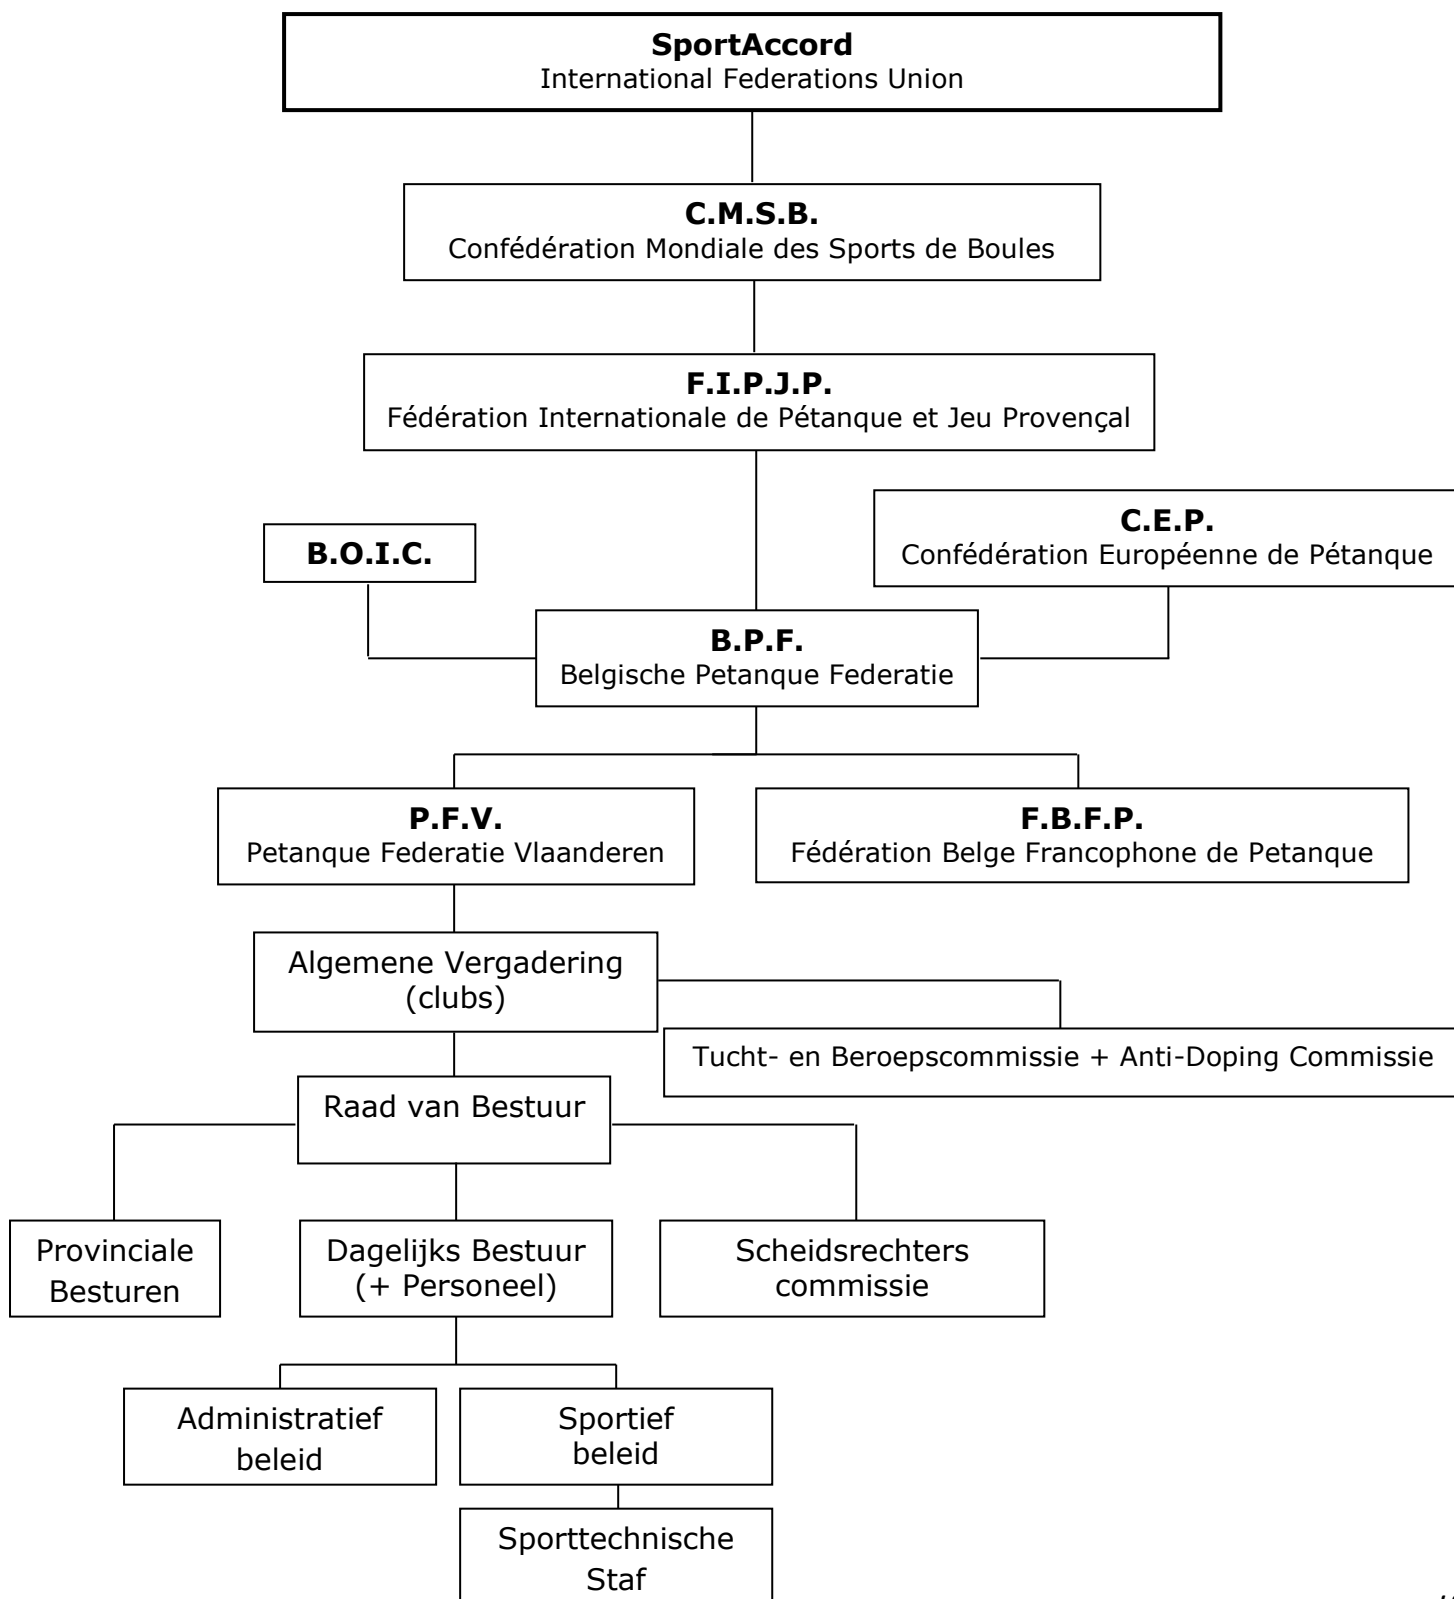 SportAccord
International Federations Union
C.M.S.B.
Confédération Mondiale des Sports de Boules
F.I.P.J.P.
Fédération Internationale de Pétanque et Jeu Provençal
B.O.I.C.
C.E.P.
Confédération Européenne de Pétanque
B.P.F.
Belgische Petanque Federatie
P.F.V.
Petanque Federatie Vlaanderen
F.B.F.P.
Fédération Belge Francophone de Petanque
Algemene Vergadering
(clubs)
Tucht- en Beroepscommissie + Anti-Doping Commissie
Raad van Bestuur
Provinciale
Besturen
Dagelijks Bestuur
(+ Personeel)
Scheidsrechters
commissie
Administratief
beleid
Sportief
beleid
Sporttechnische
Staf